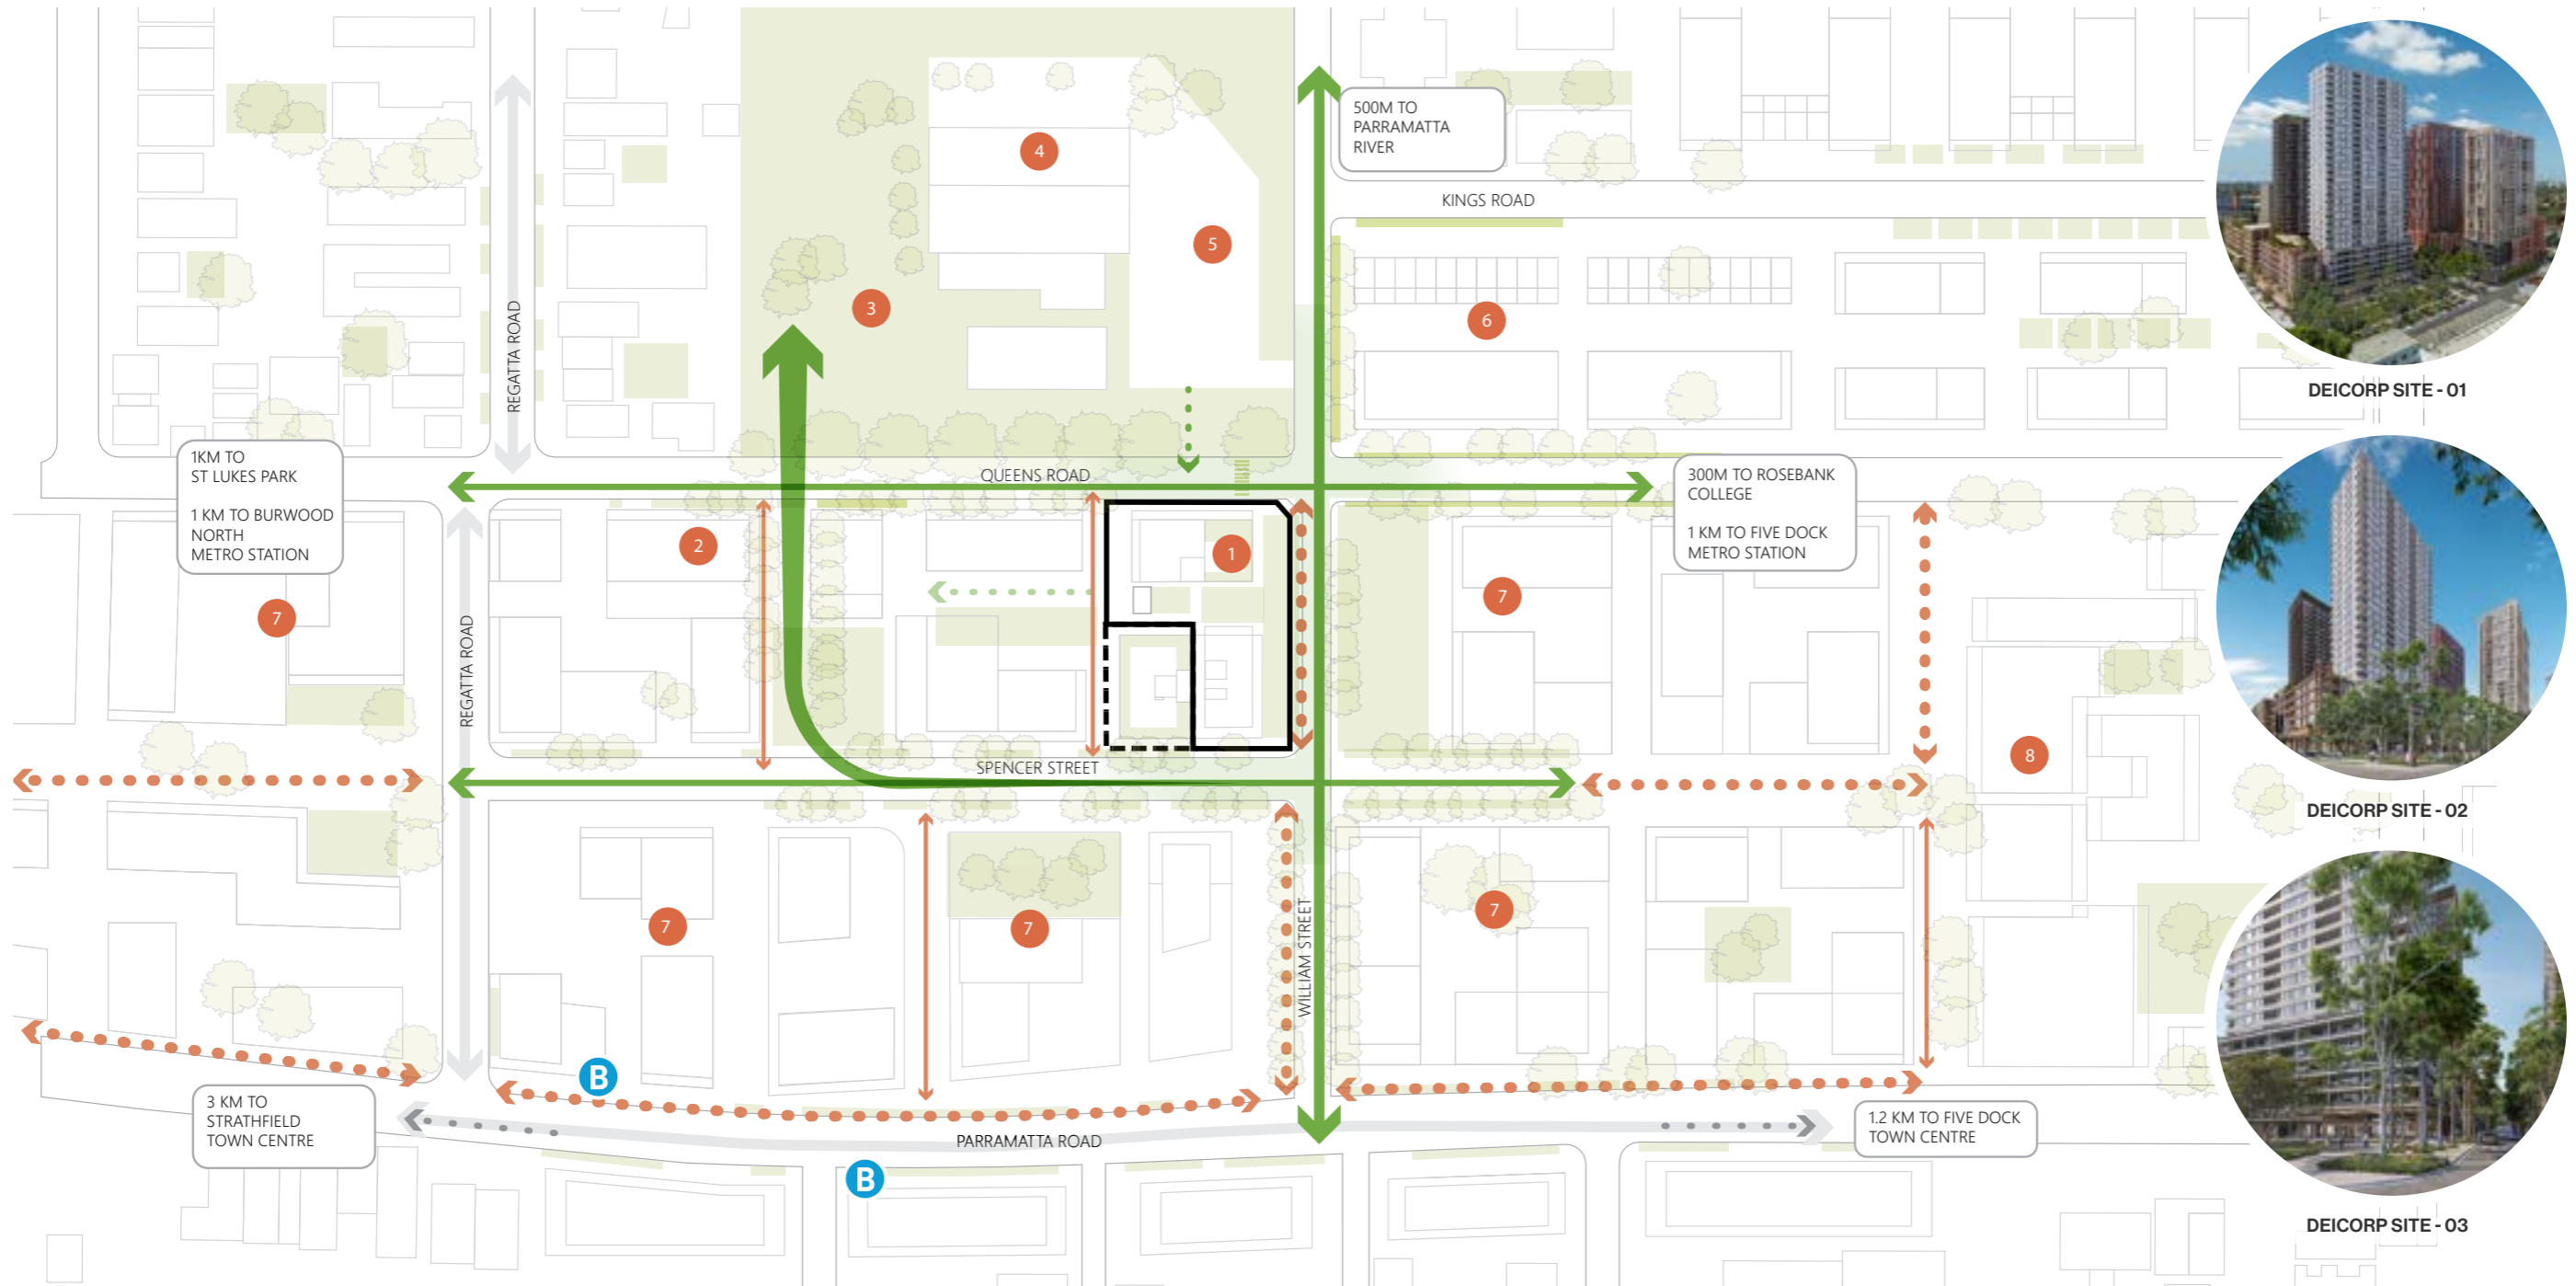 500M TO
PARRAMATTA
RIVER
KINGS ROAD
4
5
3
6
REGATTA ROAD
DEICORP SITE - 01
1KM TO
ST LUKES PARK
1 KM TO BURWOOD
NORTH
METRO STATION
QUEENS ROAD
300M TO ROSEBANK
COLLEGE
1 KM TO FIVE DOCK
METRO STATION
2
1
7
7
REGATTA ROAD
SPENCER STREET
8
DEICORP SITE - 02
7
7
7
WILLIAM STREET
B
3 KM TO
STRATHFIELD
TOWN CENTRE
PARRAMATTA ROAD
1.2 KM TO FIVE DOCK
TOWN CENTRE
B
DEICORP SITE - 03